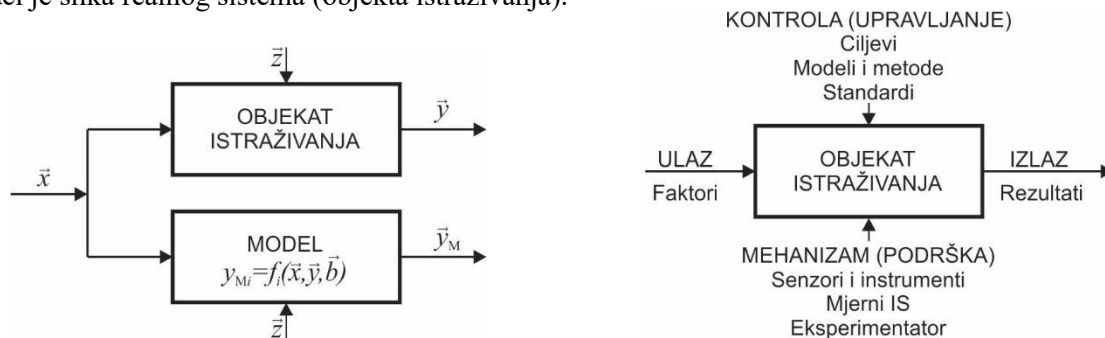 je slika realnog sistema (objekta istraživanja).
z⃗
OBJEKAT
ISTRAŽIVANJA
y⃗
x⃗
MODEL
y⃗M
yMi=fi(x⃗,y⃗,b⃗)
z⃗
KONTROLA (UPRAVLJANJE)
Ciljevi
Modeli i metode
Standardi
ULAZ
Faktori
OBJEKAT
ISTRAŽIVANJA
IZLAZ
Rezultati
MEHANIZAM (PODRŠKA)
Senzori i instrumenti
Mjerni IS
Eksperimentator